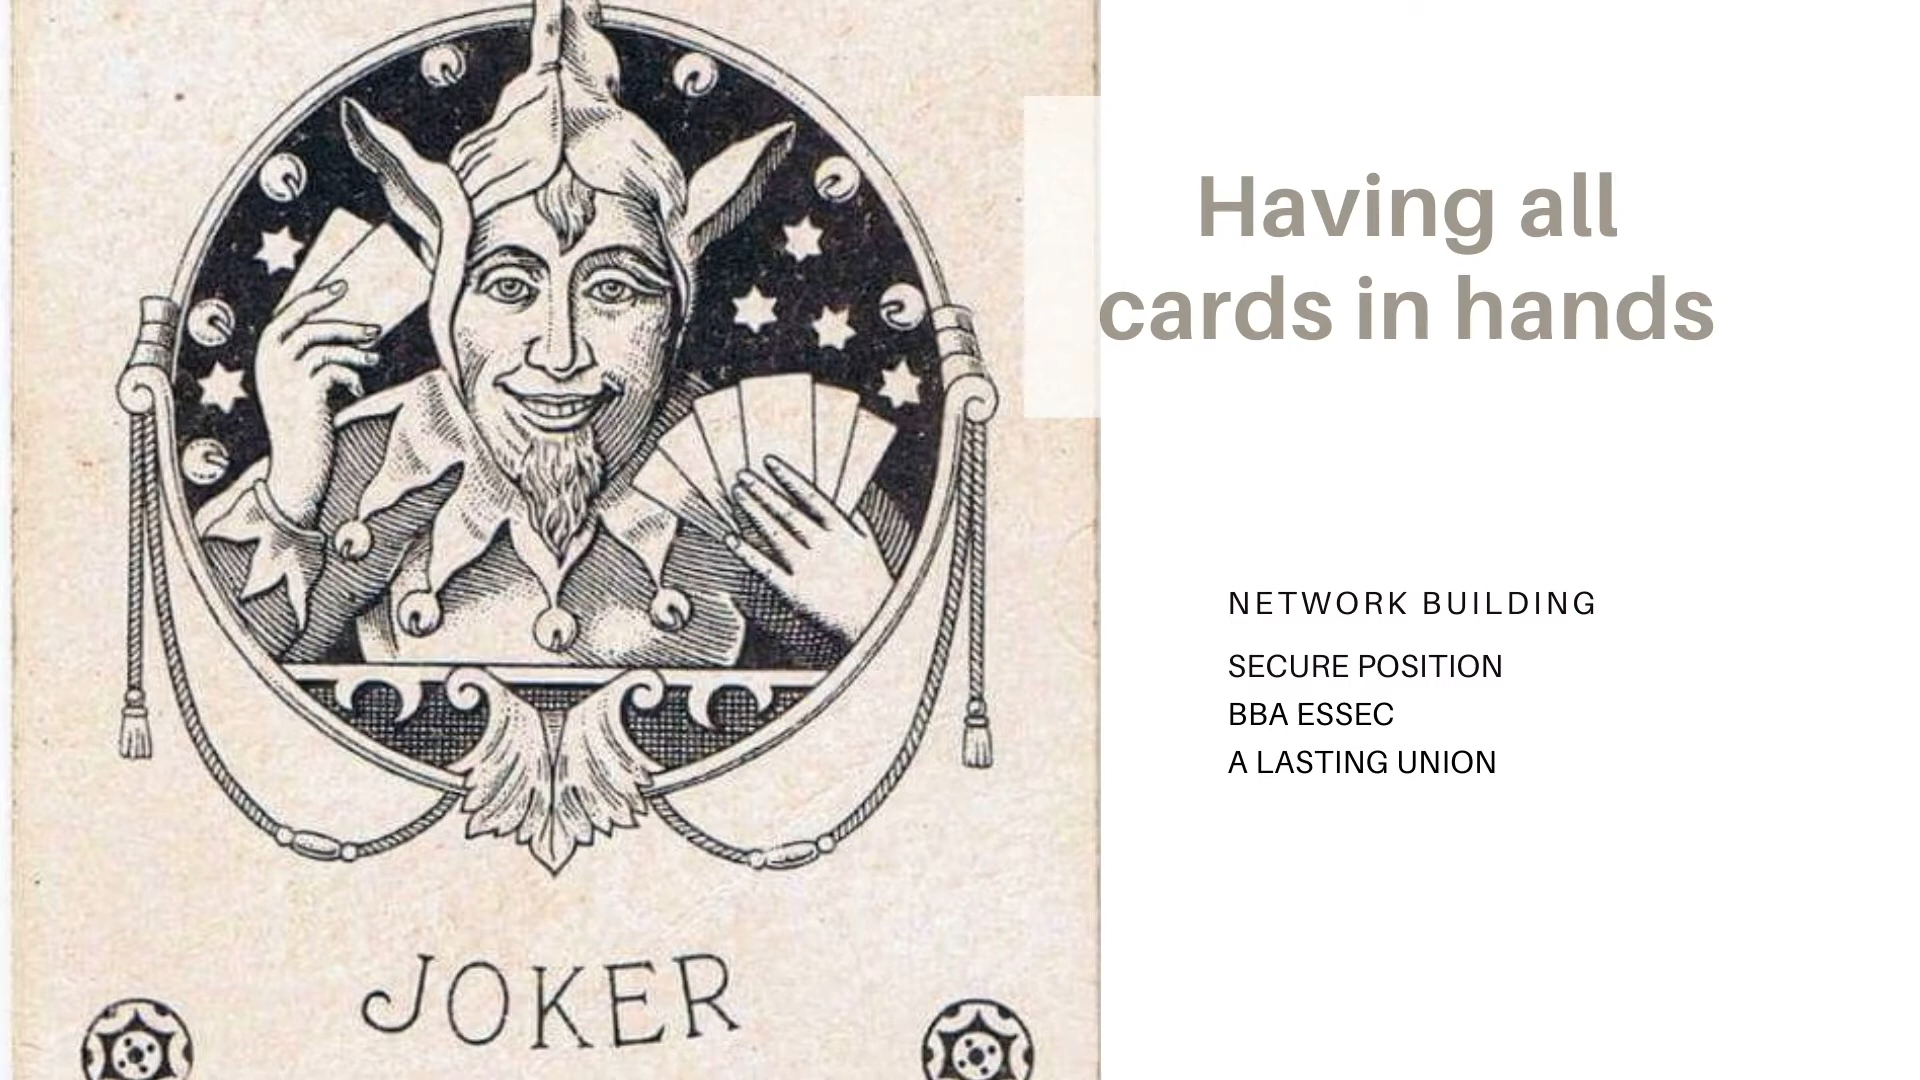 Having all
cards in hands
NETWORK BUILDING
SECURE POSITION
BBA ESSEC
A LASTING UNION
JOKER